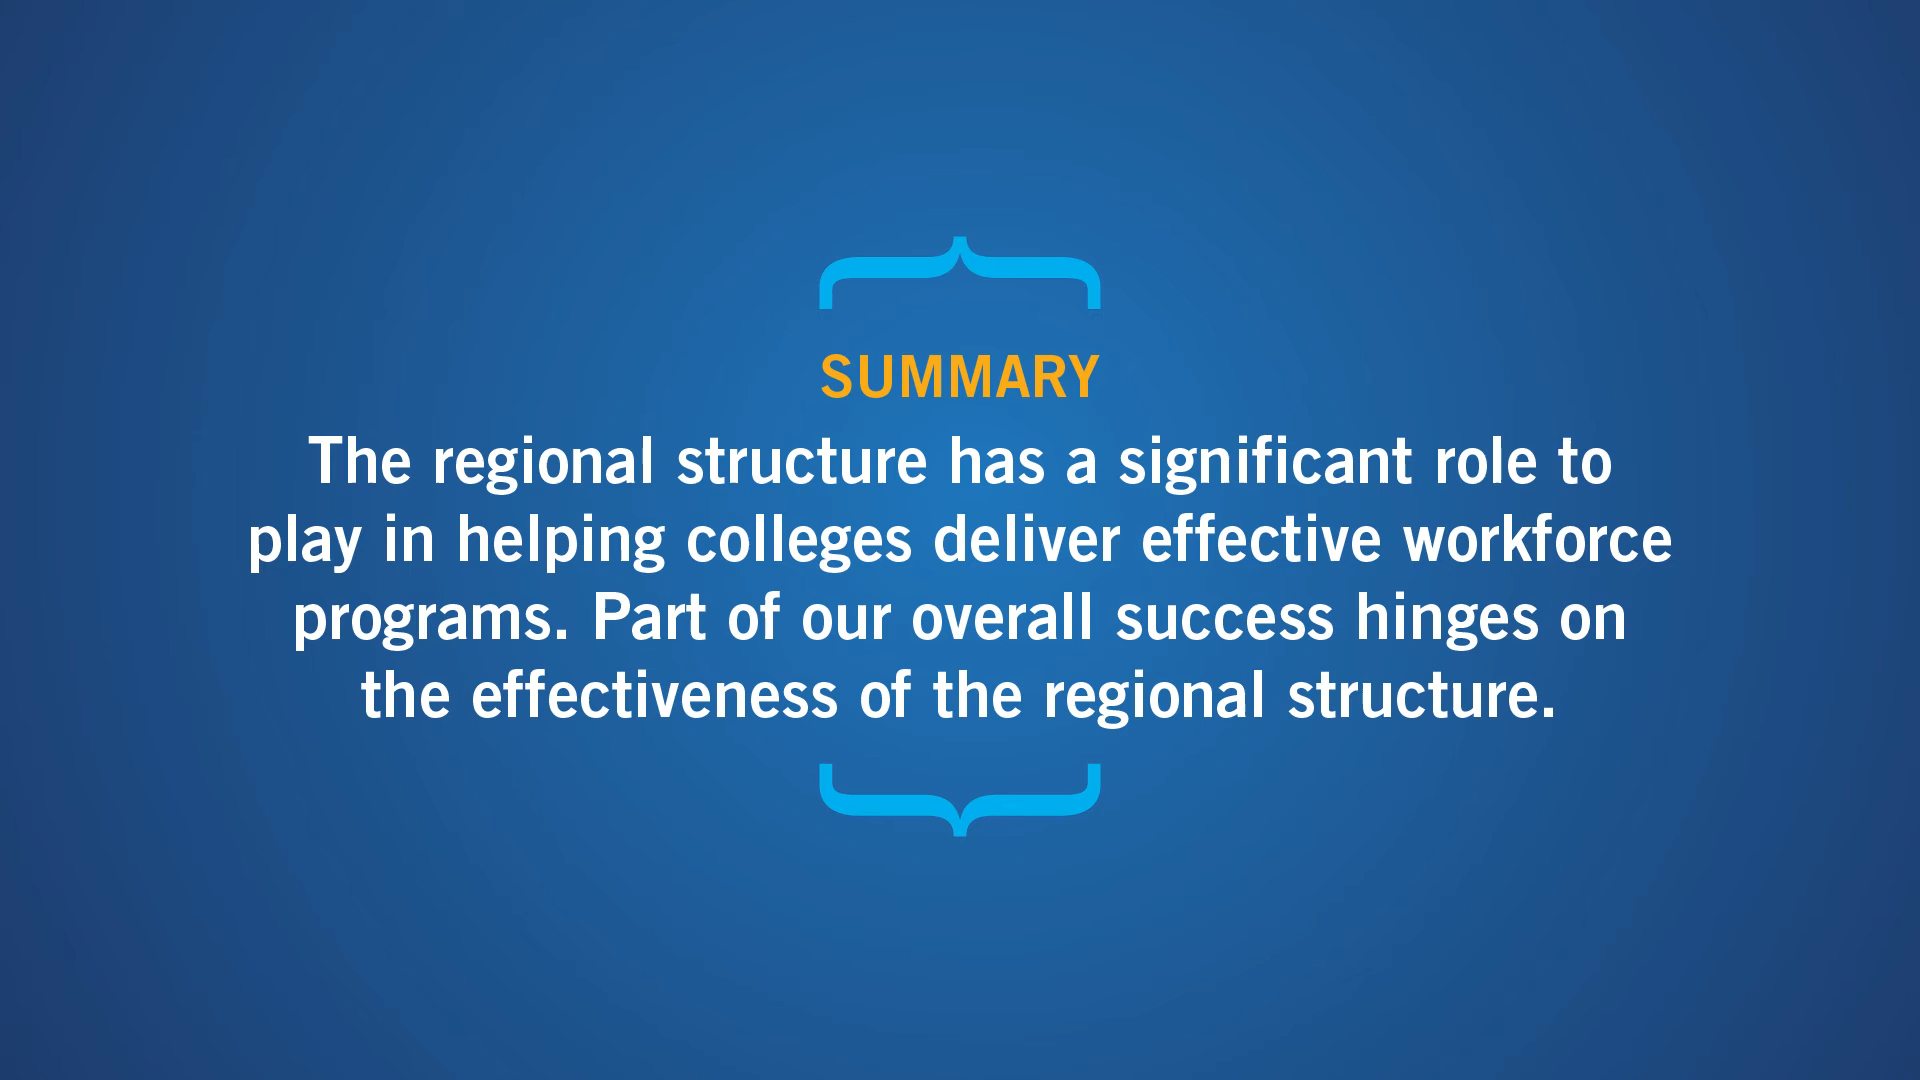 SUMMARY
The regional structure has a significant role to
play in helping colleges deliver effective workforce
programs. Part of our overall success hinges on
the effectiveness of the regional structure.